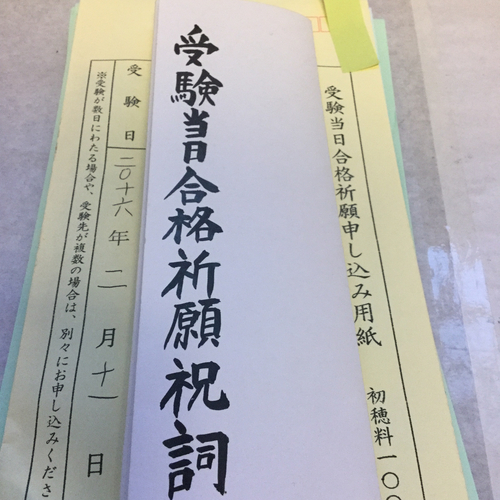 受験当日合格祈願申し込み用紙
初穂料一〇〇
受験当日合格祈願祝詞
受験日
二〇十六年二月十一日
※受験が数日にわたる場合や、受験先が複数の場合は、別々にお申し込みくださ